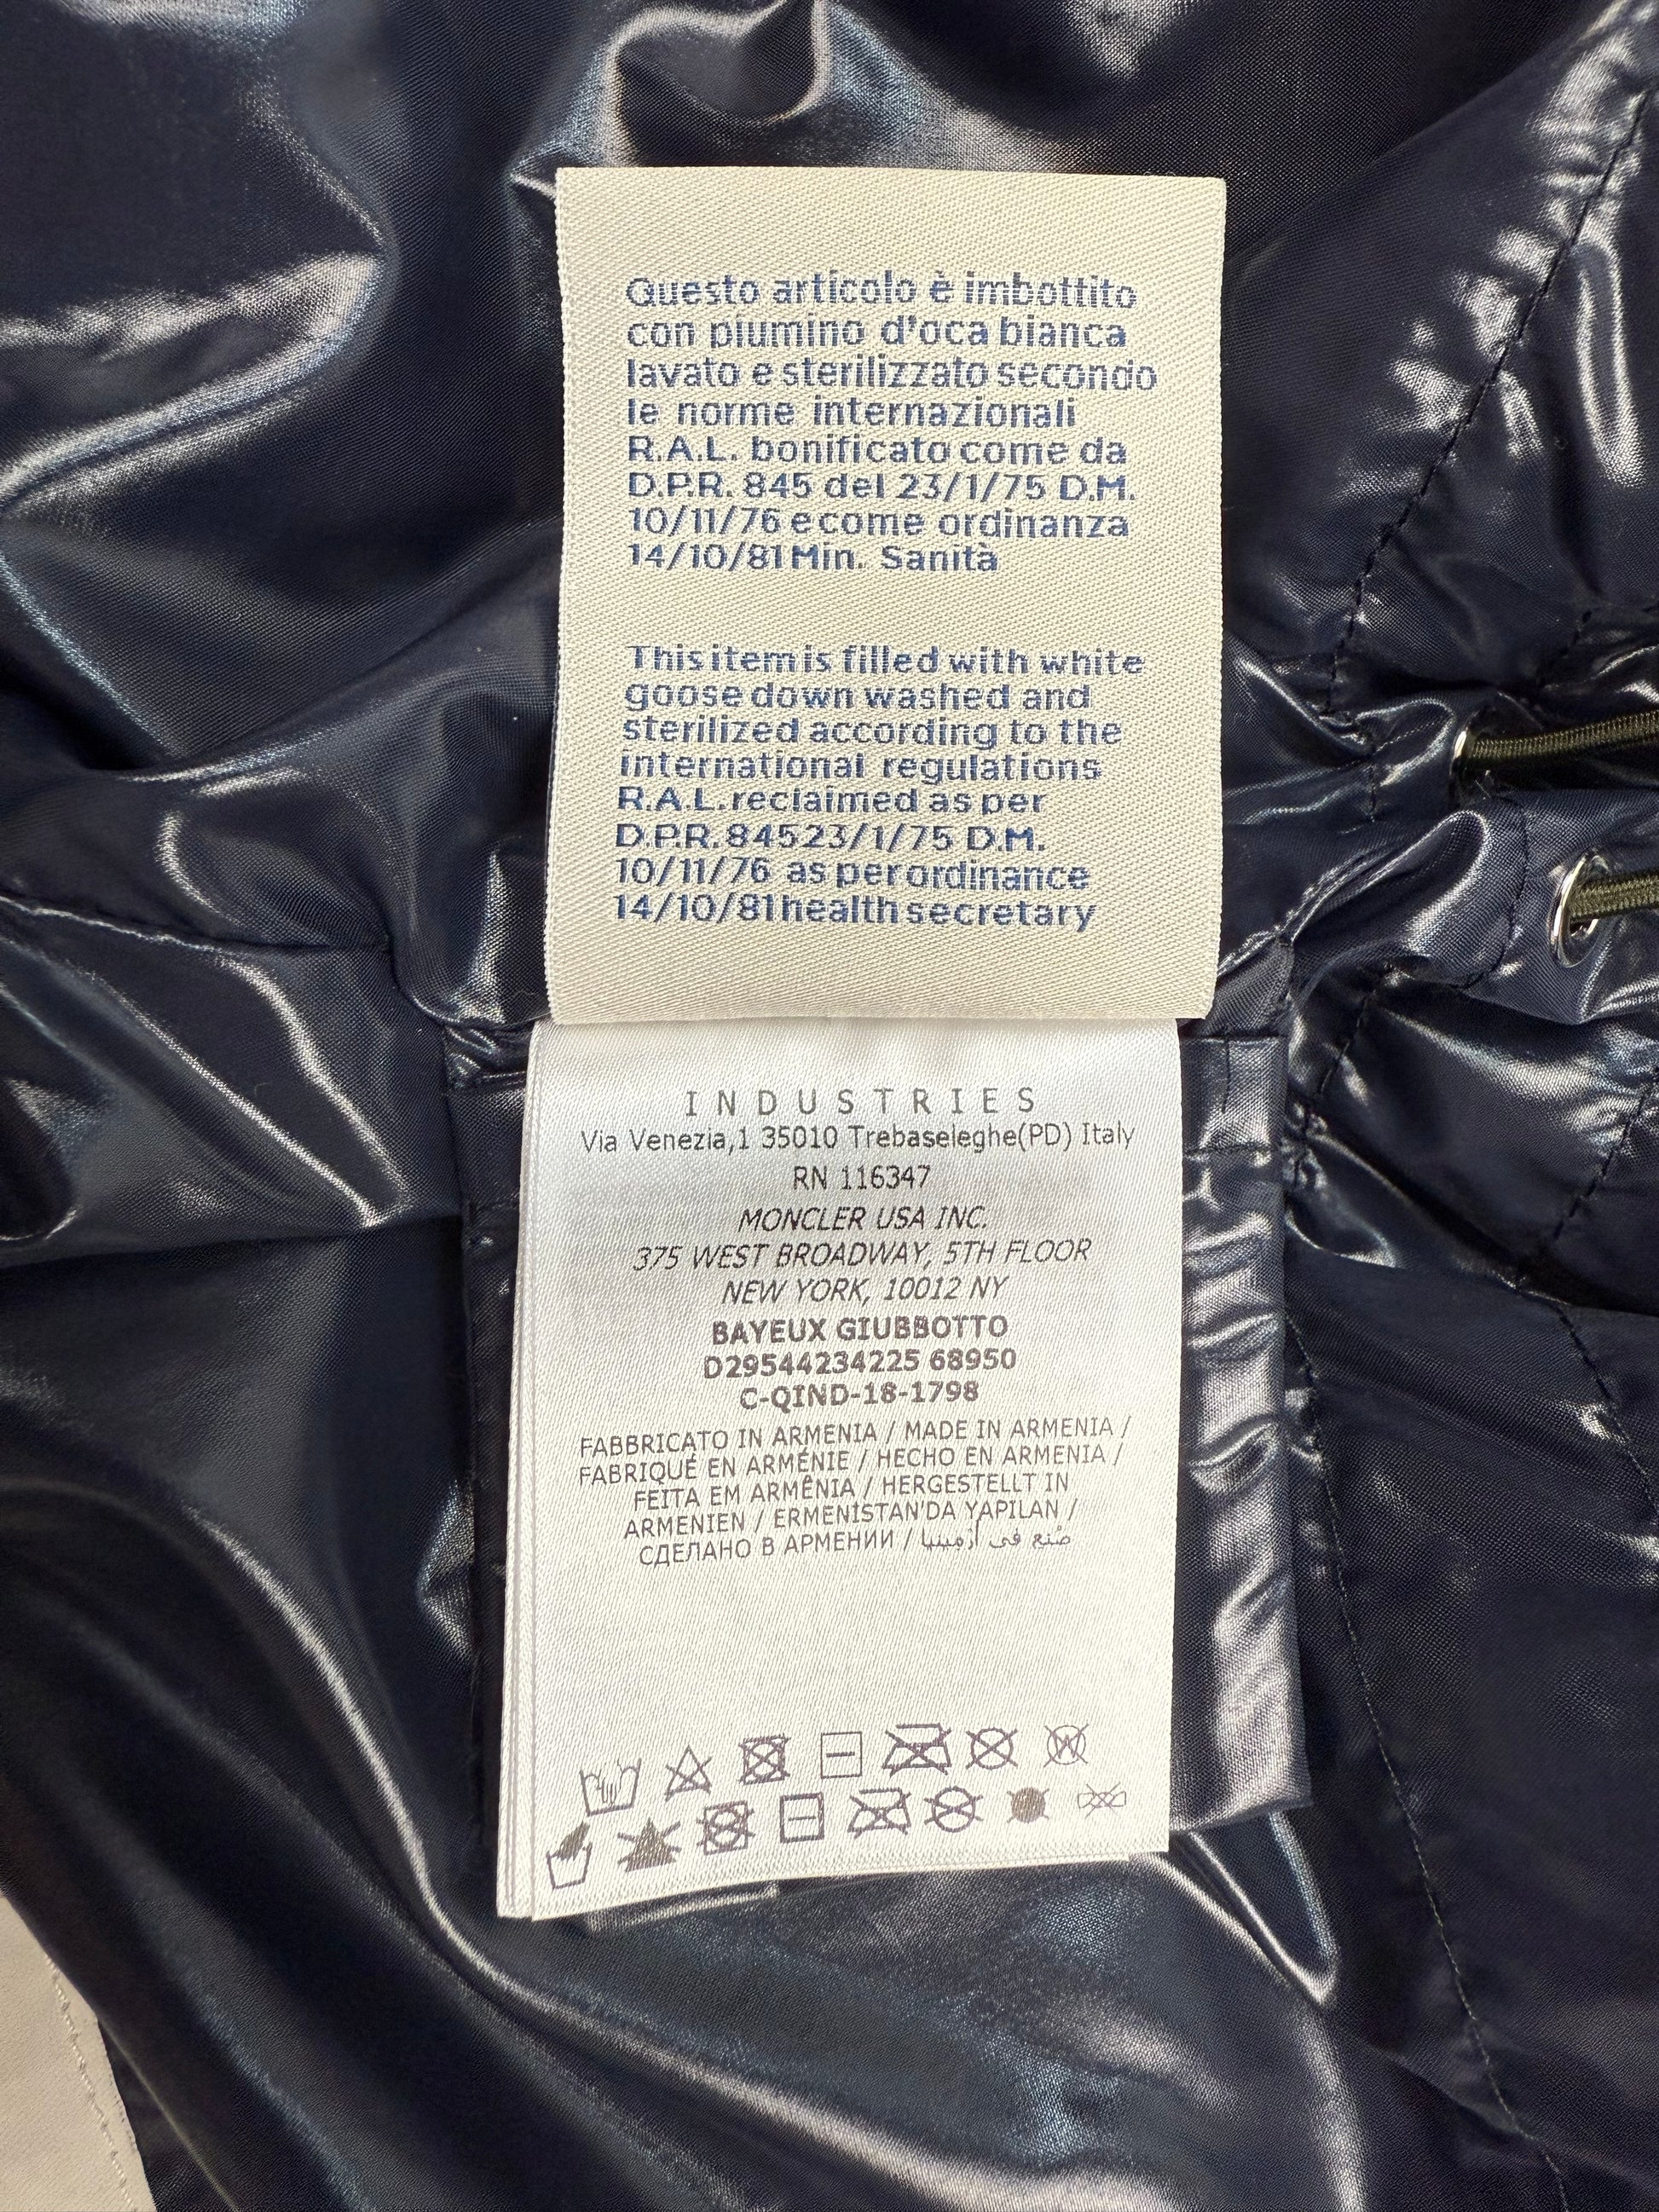 Questo articolo è imbottito
con piumino d'oca bianca
lavato e sterilizzato secondo
le norme internazionali
R.A.L. bonificato come da
D.P.R. 845 del 23/1/75 D.M.
10/11/76 e come ordinanza
14/10/81 Min. Sanità
This item is filled with white
goose down washed and
sterilized according to the
international regulations
R.A.L. reclaimed as per
D.P.R. 845 23/1/75 D.M.
10/11/76 as per ordinance
14/10/81 health secretary
INDUSTRIES
Via Venezia,1 35010 Trebaseleghe(PD) Italy
RN 116347
MONCLER USA INC.
375 WEST BROADWAY, 5TH FLOOR
NEW YORK, 10012 NY
BAYEUX GIUBBOTTO
D29544234225 68950
C-QIND-18-1798
FABBRICATO IN ARMENIA / MADE IN ARMENIA /
FABRIQUÉ EN ARMÉNIE / HECHO EN ARMENIA /
FEITA EM ARMÊNIA / HERGESTELLT IN
ARMENIEN / ERMENİSTAN'DA YAPILAN /
СДЕЛАНО В АРМЕНИИ / صُنع في أرمينيا
W